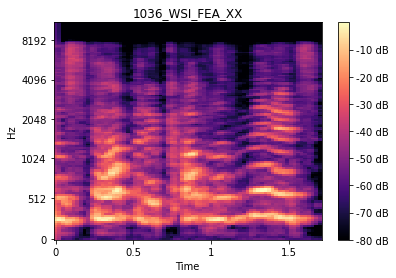 1036_WSI_FEA_XX
8192
4096
2048
1024
512
0
Hz
0
0.5
1
1.5
Time
-10 dB
-20 dB
-30 dB
-40 dB
-50 dB
-60 dB
-70 dB
-80 dB